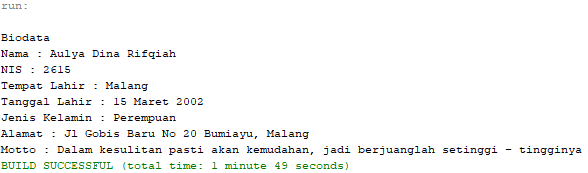 run:
Biodata
Nama : Aulya Dina Rifqiah
NIS : 2615
Tempat Lahir : Malang
Tanggal Lahir : 15 Maret 2002
Jenis Kelamin : Perempuan
Alamat : Jl Gobis Baru No 20 Bumiayu, Malang
Motto : Dalam kesulitan pasti akan kemudahan, jadi berjuanglah setinggi - tingginya
BUILD SUCCESSFUL (total time: 1 minute 49 seconds)